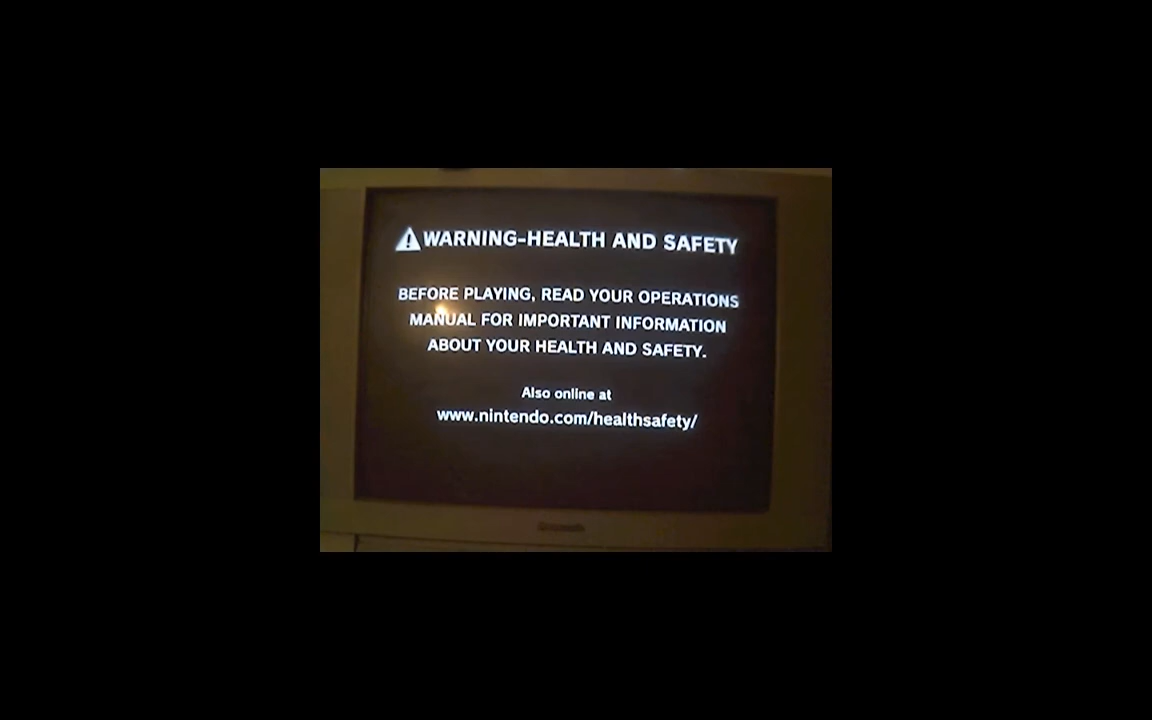 WARNING-HEALTH AND SAFETY
BEFORE PLAYING, READ YOUR OPERATIONS
MANUAL FOR IMPORTANT INFORMATION
ABOUT YOUR HEALTH AND SAFETY.
Also online at
www.nintendo.com/healthsafety/